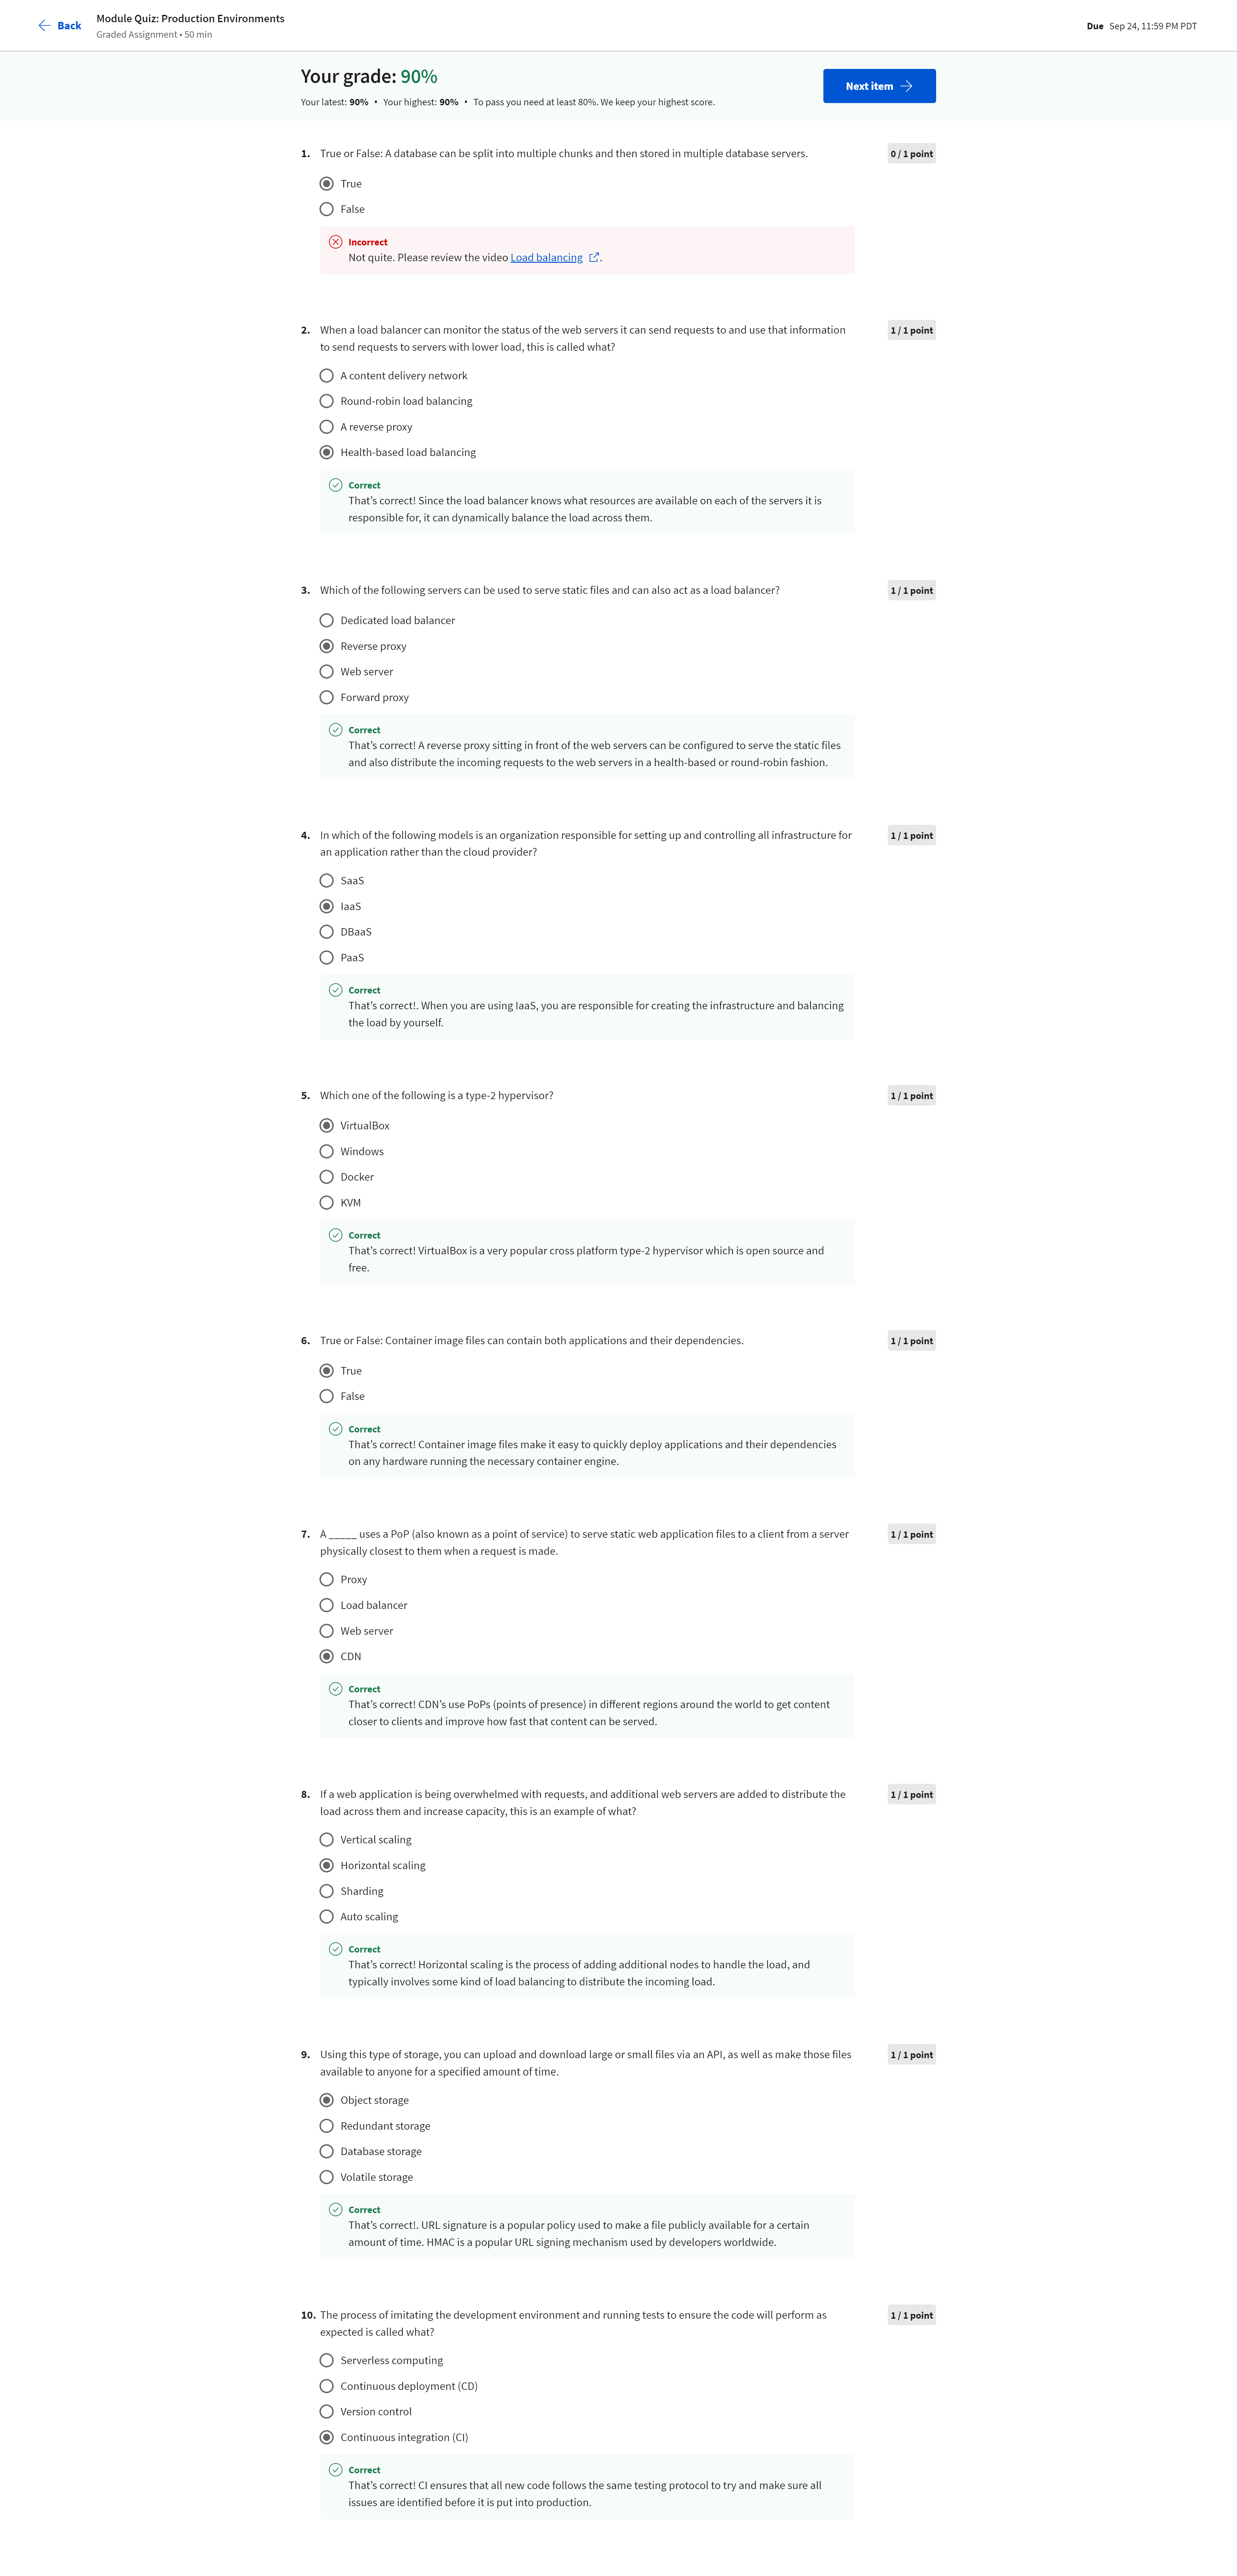 Back
Module Quiz: Production Environments
Graded Assignment • 50 min
Due Sep 24, 11:59 PM PDT
Your grade: 90%
Your latest: 90% • Your highest: 90% • To pass you need at least 80%. We keep your highest score.
Next item
1. True or False: A database can be split into multiple chunks and then stored in multiple database servers.
0 / 1 point
True
False
Incorrect
Not quite. Please review the video Load balancing .
2. When a load balancer can monitor the status of the web servers it can send requests to and use that information
to send requests to servers with lower load, this is called what?
1 / 1 point
A content delivery network
Round-robin load balancing
A reverse proxy
Health-based load balancing
Correct
That's correct! Since the load balancer knows what resources are available on each of the servers it is
responsible for, it can dynamically balance the load across them.
3. Which of the following servers can be used to serve static files and can also act as a load balancer?
1 / 1 point
Dedicated load balancer
Reverse proxy
Web server
Forward proxy
Correct
That's correct! A reverse proxy sitting in front of the web servers can be configured to serve the static files
and also distribute the incoming requests to the web servers in a health-based or round-robin fashion.
4. In which of the following models is an organization responsible for setting up and controlling all infrastructure for
an application rather than the cloud provider?
1 / 1 point
SaaS
IaaS
DBaaS
PaaS
Correct
That's correct!. When you are using IaaS, you are responsible for creating the infrastructure and balancing
the load by yourself.
5. Which one of the following is a type-2 hypervisor?
1 / 1 point
VirtualBox
Windows
Docker
KVM
Correct
That's correct! VirtualBox is a very popular cross platform type-2 hypervisor which is open source and
free.
6. True or False: Container image files can contain both applications and their dependencies.
1 / 1 point
True
False
Correct
That's correct! Container image files make it easy to quickly deploy applications and their dependencies
on any hardware running the necessary container engine.
7. A _____ uses a PoP (also known as a point of service) to serve static web application files to a client from a server
physically closest to them when a request is made.
1 / 1 point
Proxy
Load balancer
Web server
CDN
Correct
That's correct! CDN's use PoPs (points of presence) in different regions around the world to get content
closer to clients and improve how fast that content can be served.
8. If a web application is being overwhelmed with requests, and additional web servers are added to distribute the
load across them and increase capacity, this is an example of what?
1 / 1 point
Vertical scaling
Horizontal scaling
Sharding
Auto scaling
Correct
That's correct! Horizontal scaling is the process of adding additional nodes to handle the load, and
typically involves some kind of load balancing to distribute the incoming load.
9. Using this type of storage, you can upload and download large or small files via an API, as well as make those files
available to anyone for a specified amount of time.
1 / 1 point
Object storage
Redundant storage
Database storage
Volatile storage
Correct
That's correct!. URL signature is a popular policy used to make a file publicly available for a certain
amount of time. HMAC is a popular URL signing mechanism used by developers worldwide.
10. The process of imitating the development environment and running tests to ensure the code will perform as
expected is called what?
1 / 1 point
Serverless computing
Continuous deployment (CD)
Version control
Continuous integration (CI)
Correct
That's correct! CI ensures that all new code follows the same testing protocol to try and make sure all
issues are identified before it is put into production.